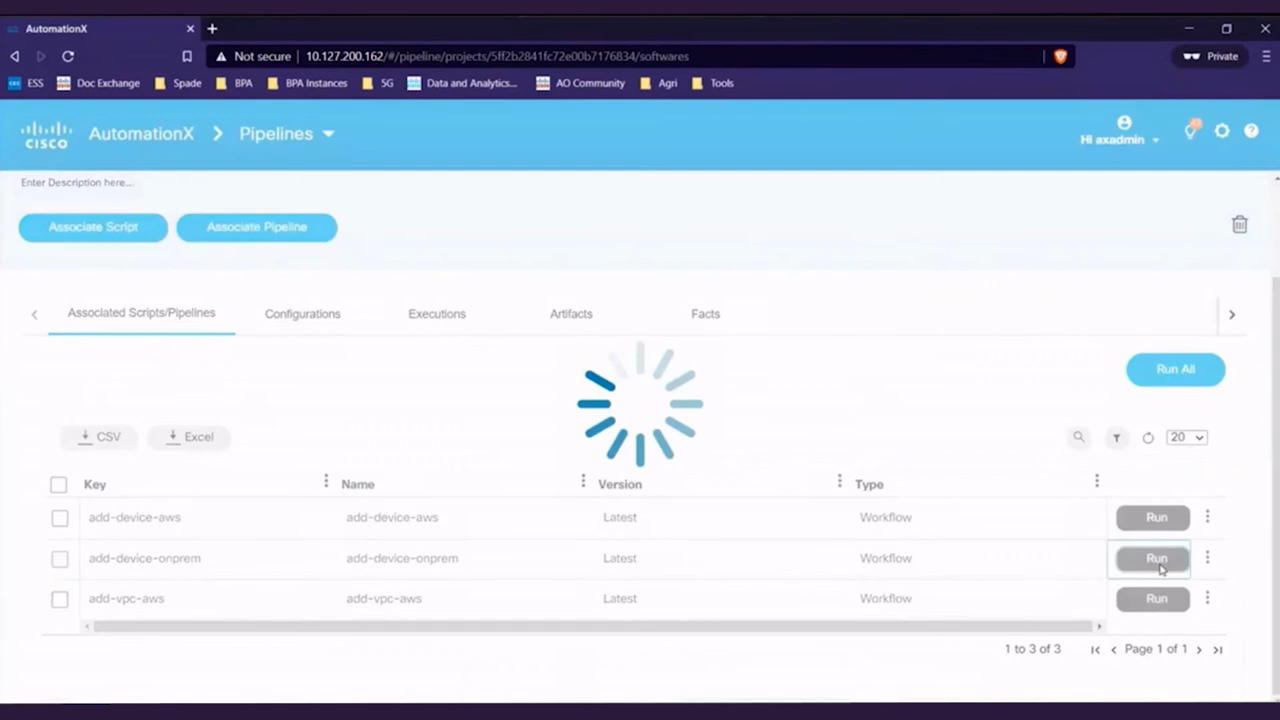 AutomationX
Not secure 10.127.200.162/#/pipeline/projects/5ff2b2841fc72e00b7176834/softwares
Private
ESS Doc Exchange Spade BPA BPA Instances 5G Data and Analytics... AO Community Agri Tools
CISCO AutomationX > Pipelines
Hi axadmin
Enter Description here...
Associate Script Associate Pipeline
Associated Scripts/Pipelines Configurations Executions Artifacts Facts
Run All
CSV Excel 20
Key Name Version Type
add-device-aws add-device-aws Latest Workflow Run
add-device-onprem add-device-onprem Latest Workflow Run
add-vpc-aws add-vpc-aws Latest Workflow Run
1 to 3 of 3 Page 1 of 1